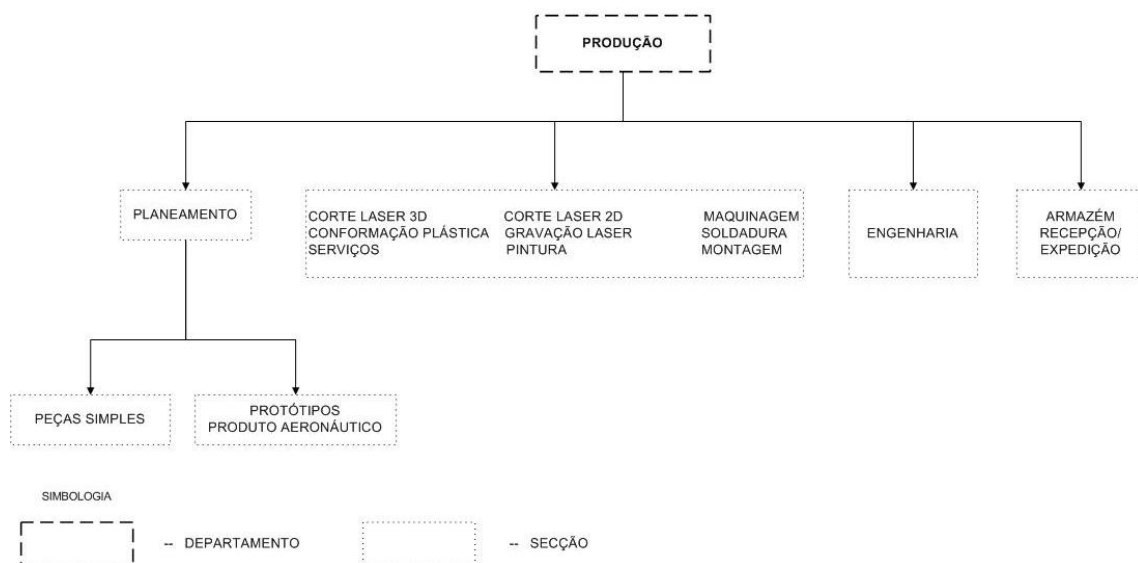 PRODUÇÃO
PLANEAMENTO
CORTE LASER 3D
CONFORMAÇÃO PLÁSTICA
SERVIÇOS
CORTE LASER 2D
GRAVAÇÃO LASER
PINTURA
MAQUINAGEM
SOLDADURA
MONTAGEM
ENGENHARIA
ARMAZÉM
RECEPÇÃO/
EXPEDIÇÃO
PEÇAS SIMPLES
PROTÓTIPOS
PRODUTO AERONÁUTICO
SIMBOLOGIA
-- DEPARTAMENTO
-- SECÇÃO